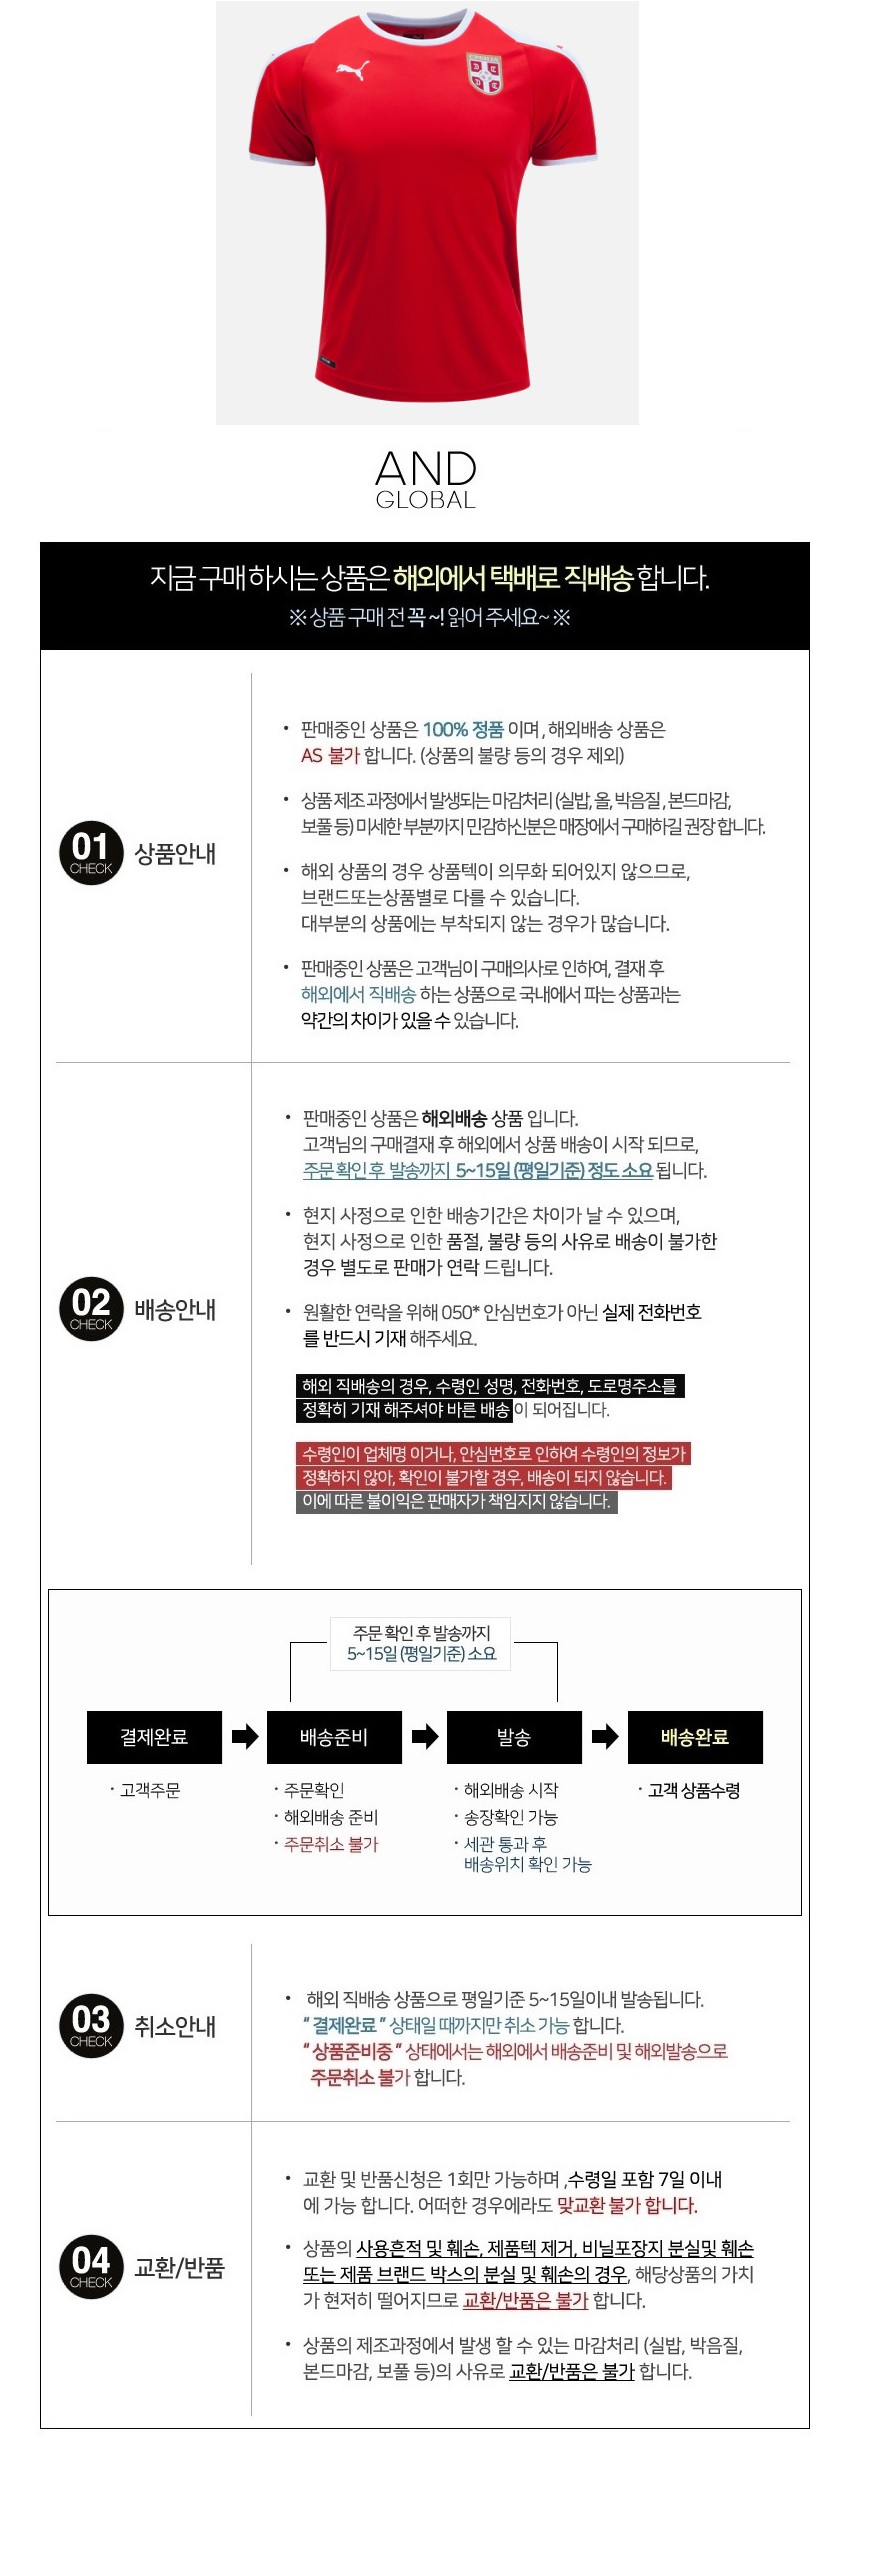 AND
GLOBAL
지금 구매 하시는 상품은 해외에서 택배로 직배송 합니다.
※ 상품 구매 전 꼭 ~! 읽어 주세요~ ※
01
CHECK
상품안내
· 판매중인 상품은 100% 정품 이며 , 해외배송 상품은
AS 불가 합니다. (상품의 불량 등의 경우 제외)
· 상품 제조 과정에서 발생되는 마감처리 (실밥, 올, 박음질 , 본드마감,
보풀 등) 미세한 부분까지 민감하신분은 매장에서 구매하길 권장 합니다.
· 해외 상품의 경우 상품텍이 의무화 되어있지 않으므로,
브랜드또는상품별로 다를 수 있습니다.
대부분의 상품에는 부착되지 않는 경우가 많습니다.
· 판매중인 상품은 고객님이 구매의사로 인하여, 결재 후
해외에서 직배송 하는 상품으로 국내에서 파는 상품과는
약간의 차이가 있을 수 있습니다.
02
CHECK
배송안내
· 판매중인 상품은 해외배송 상품 입니다.
고객님의 구매결재 후 해외에서 상품 배송이 시작 되므로,
주문 확인 후 발송까지 5~15일 (평일기준) 정도 소요 됩니다.
· 현지 사정으로 인한 배송기간은 차이가 날 수 있으며,
현지 사정으로 인한 품절, 불량 등의 사유로 배송이 불가한
경우 별도로 판매가 연락 드립니다.
· 원활한 연락을 위해 050* 안심번호가 아닌 실제 전화번호
를 반드시 기재 해주세요.
해외 직배송의 경우, 수령인 성명, 전화번호, 도로명주소를
정확히 기재 해주셔야 바른 배송이 되어집니다.
수령인이 업체명 이거나, 안심번호로 인하여 수령인의 정보가
정확하지 않아, 확인이 불가할 경우, 배송이 되지 않습니다.
이에 따른 불이익은 판매자가 책임지지 않습니다.
주문 확인 후 발송까지
5~15일 (평일기준) 소요
결제완료
배송준비
발송
배송완료
· 고객주문
· 주문확인
· 해외배송 준비
· 주문취소 불가
· 해외배송 시작
· 송장확인 가능
· 세관 통과 후
배송위치 확인 가능
· 고객 상품수령
03
CHECK
취소안내
· 해외 직배송 상품으로 평일기준 5~15일이내 발송됩니다.
“ 결제완료 ” 상태일 때까지만 취소 가능 합니다.
“ 상품준비중 ” 상태에서는 해외에서 배송준비 및 해외발송으로
주문취소 불가 합니다.
04
CHECK
교환/반품
· 교환 및 반품신청은 1회만 가능하며 ,수령일 포함 7일 이내
에 가능 합니다. 어떠한 경우에라도 맞교환 불가 합니다.
· 상품의 사용흔적 및 훼손, 제품텍 제거, 비닐포장지 분실및 훼손
또는 제품 브랜드 박스의 분실 및 훼손의 경우, 해당상품의 가치
가 현저히 떨어지므로 교환/반품은 불가 합니다.
· 상품의 제조과정에서 발생 할 수 있는 마감처리 (실밥, 박음질,
본드마감, 보풀 등)의 사유로 교환/반품은 불가 합니다.